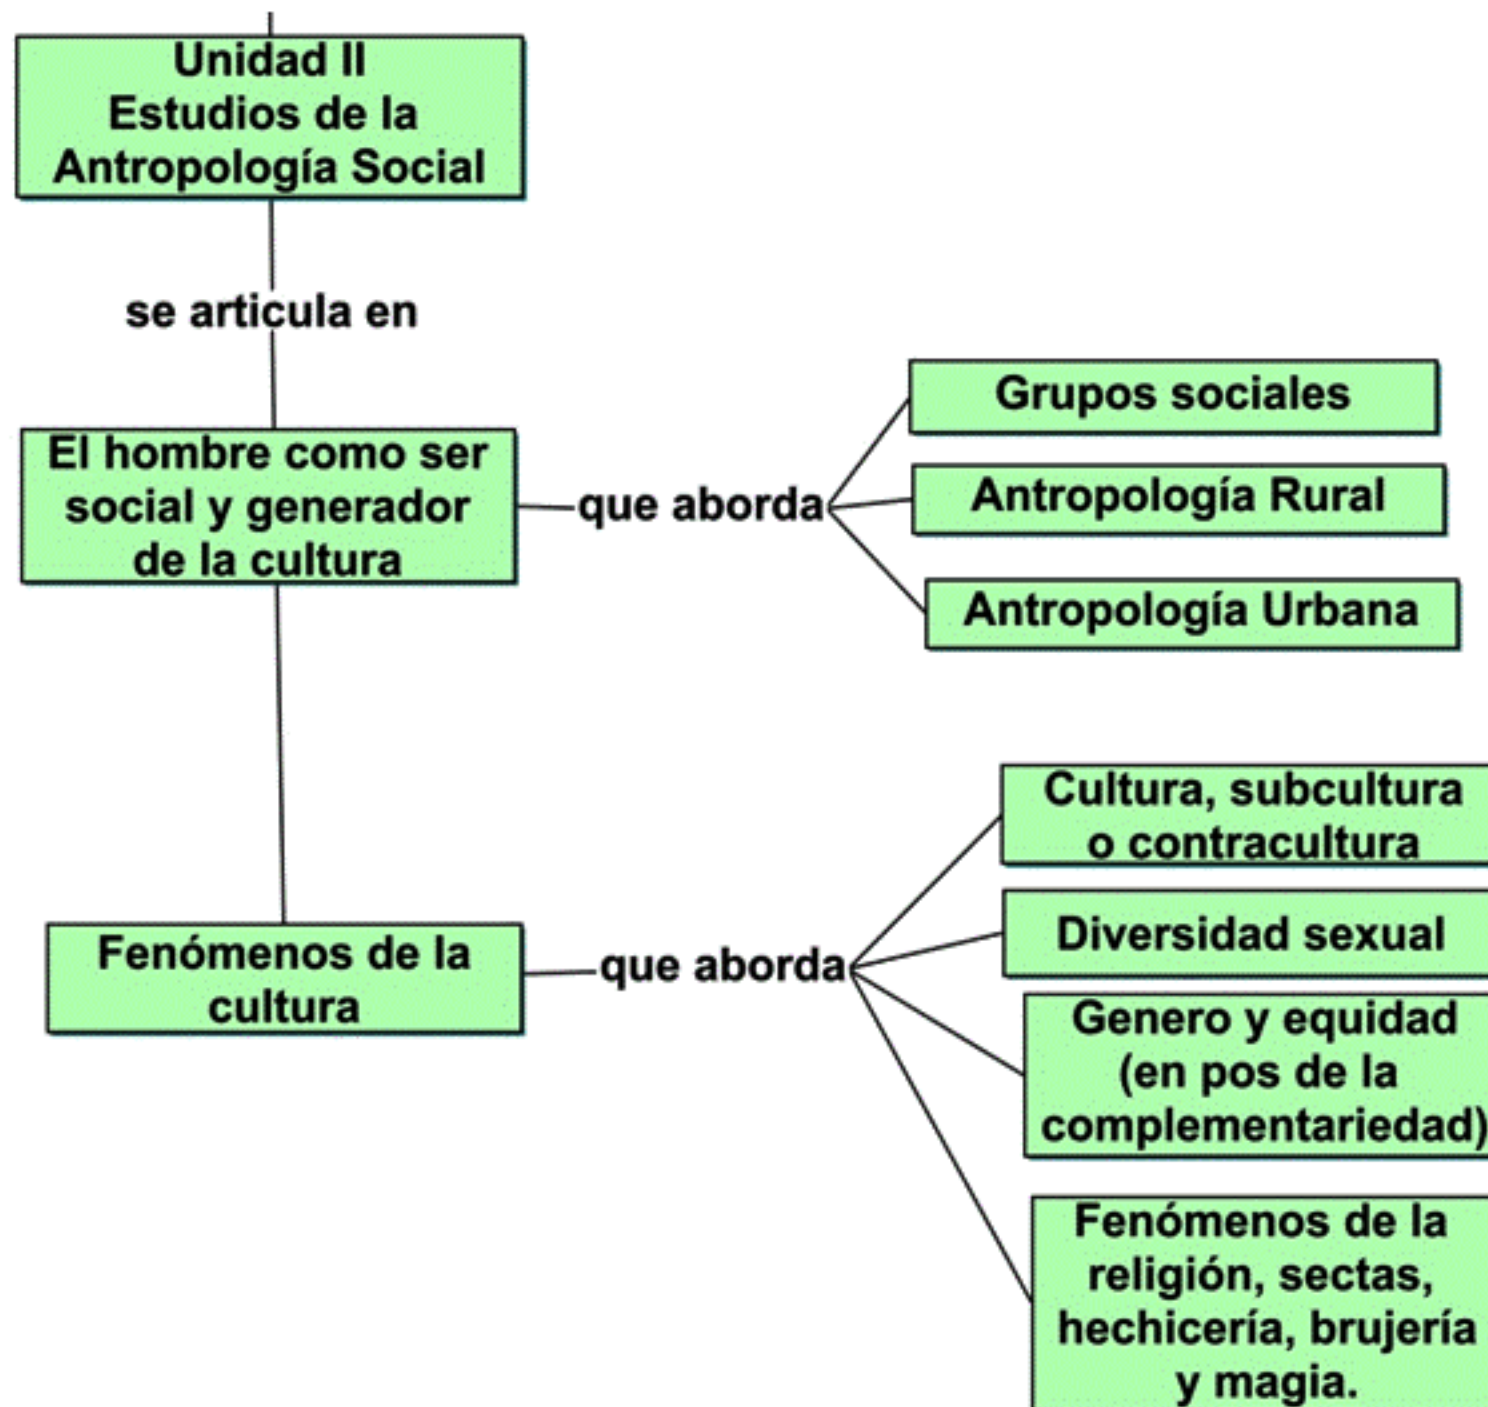 Unidad II
Estudios de la
Antropología Social
se articula en
El hombre como ser
social y generador
de la cultura
que aborda
Grupos sociales
Antropología Rural
Antropología Urbana
Fenómenos de la
cultura
que aborda
Cultura, subcultura
o contracultura
Diversidad sexual
Genero y equidad
(en pos de la
complementariedad)
Fenómenos de la
religión, sectas,
hechicería, brujería
y magia.